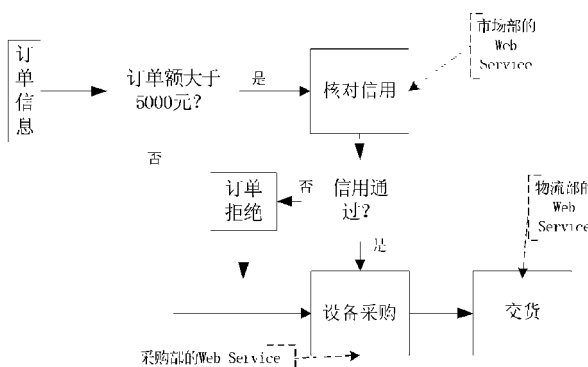 订
单
信
息
订单额大于
5000元?
是
核对信用
市场部的
Web
Service
否
订单
拒绝
否
信用通
过?
物流部的
Web
Service
是
设备采购
交货
采购部的Web Service